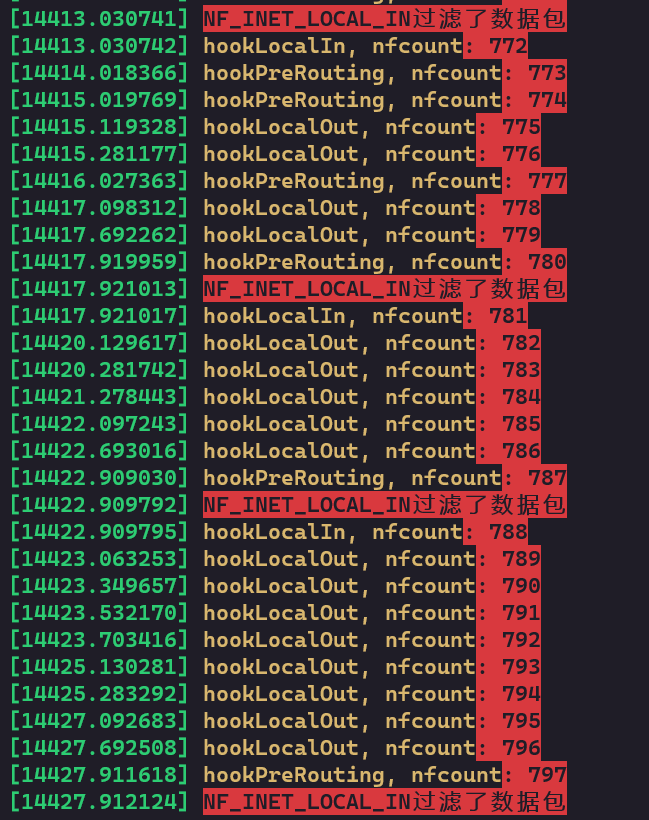 [14413.030741] NF_INET_LOCAL_IN过滤了数据包
[14413.030742] hookLocalIn, nfcount: 772
[14414.018366] hookPreRouting, nfcount: 773
[14415.019769] hookPreRouting, nfcount: 774
[14415.119328] hookLocalOut, nfcount: 775
[14415.281177] hookLocalOut, nfcount: 776
[14416.027363] hookPreRouting, nfcount: 777
[14417.098312] hookLocalOut, nfcount: 778
[14417.692262] hookLocalOut, nfcount: 779
[14417.919959] hookPreRouting, nfcount: 780
[14417.921013] NF_INET_LOCAL_IN过滤了数据包
[14417.921017] hookLocalIn, nfcount: 781
[14420.129617] hookLocalOut, nfcount: 782
[14420.281742] hookLocalOut, nfcount: 783
[14421.278443] hookLocalOut, nfcount: 784
[14422.097243] hookLocalOut, nfcount: 785
[14422.693016] hookLocalOut, nfcount: 786
[14422.909030] hookPreRouting, nfcount: 787
[14422.909792] NF_INET_LOCAL_IN过滤了数据包
[14422.909795] hookLocalIn, nfcount: 788
[14423.063253] hookLocalOut, nfcount: 789
[14423.349657] hookLocalOut, nfcount: 790
[14423.532170] hookLocalOut, nfcount: 791
[14423.703416] hookLocalOut, nfcount: 792
[14425.130281] hookLocalOut, nfcount: 793
[14425.283292] hookLocalOut, nfcount: 794
[14427.092683] hookLocalOut, nfcount: 795
[14427.692508] hookLocalOut, nfcount: 796
[14427.911618] hookPreRouting, nfcount: 797
[14427.912124] NF_INET_LOCAL_IN过滤了数据包